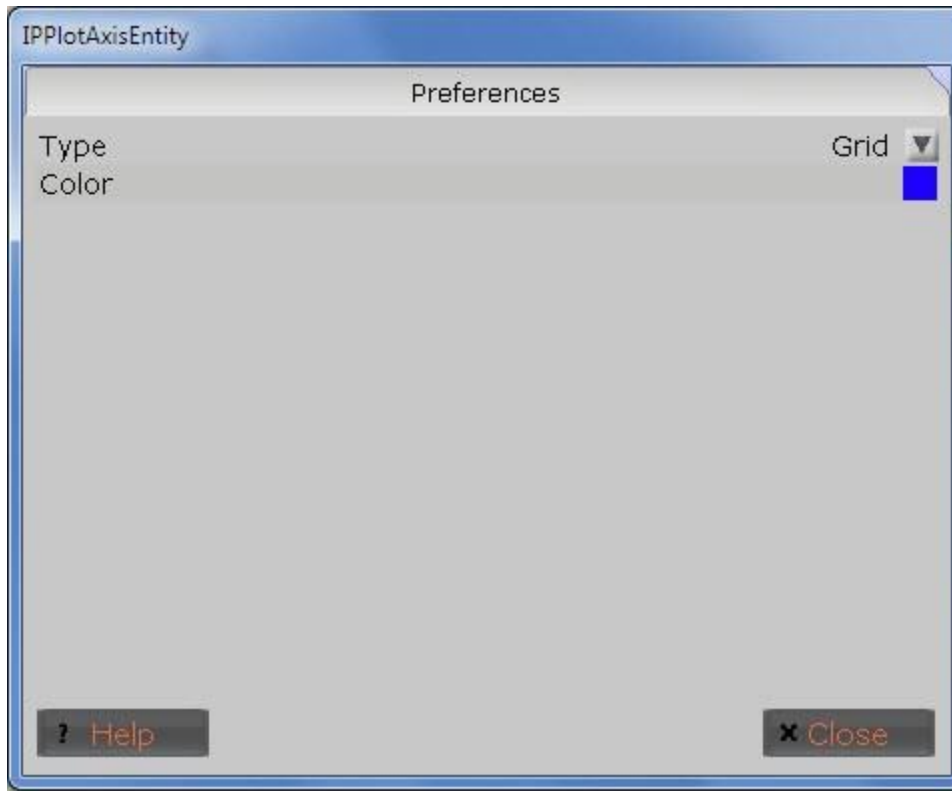 IPPlotAxisEntity
Preferences
Type Grid
Color
? Help
Close